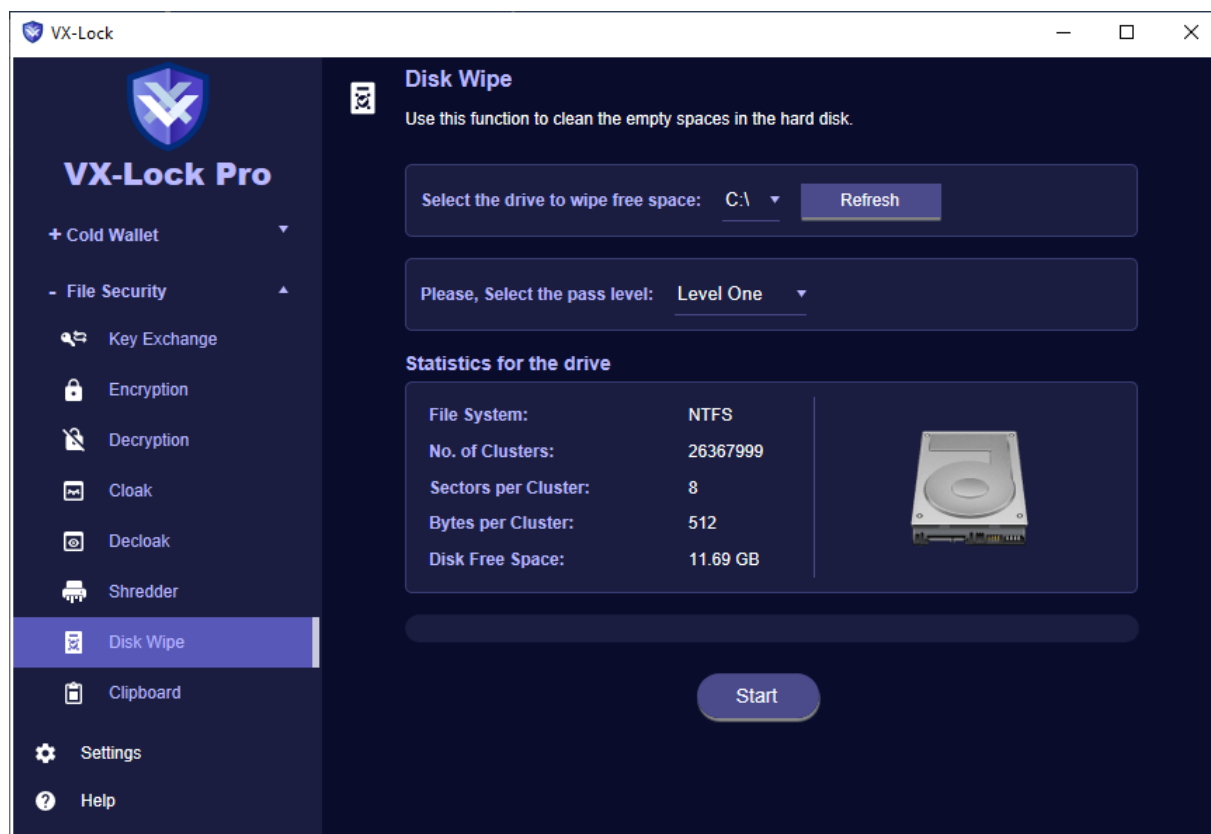 VX-Lock
VX-Lock Pro
+ Cold Wallet
- File Security
Key Exchange
Encryption
Decryption
Cloak
Decloak
Shredder
Disk Wipe
Clipboard
Settings
Help
Disk Wipe
Use this function to clean the empty spaces in the hard disk.
Select the drive to wipe free space: C:\ Refresh
Please, Select the pass level: Level One
Statistics for the drive
File System: NTFS
No. of Clusters: 26367999
Sectors per Cluster: 8
Bytes per Cluster: 512
Disk Free Space: 11.69 GB
Start